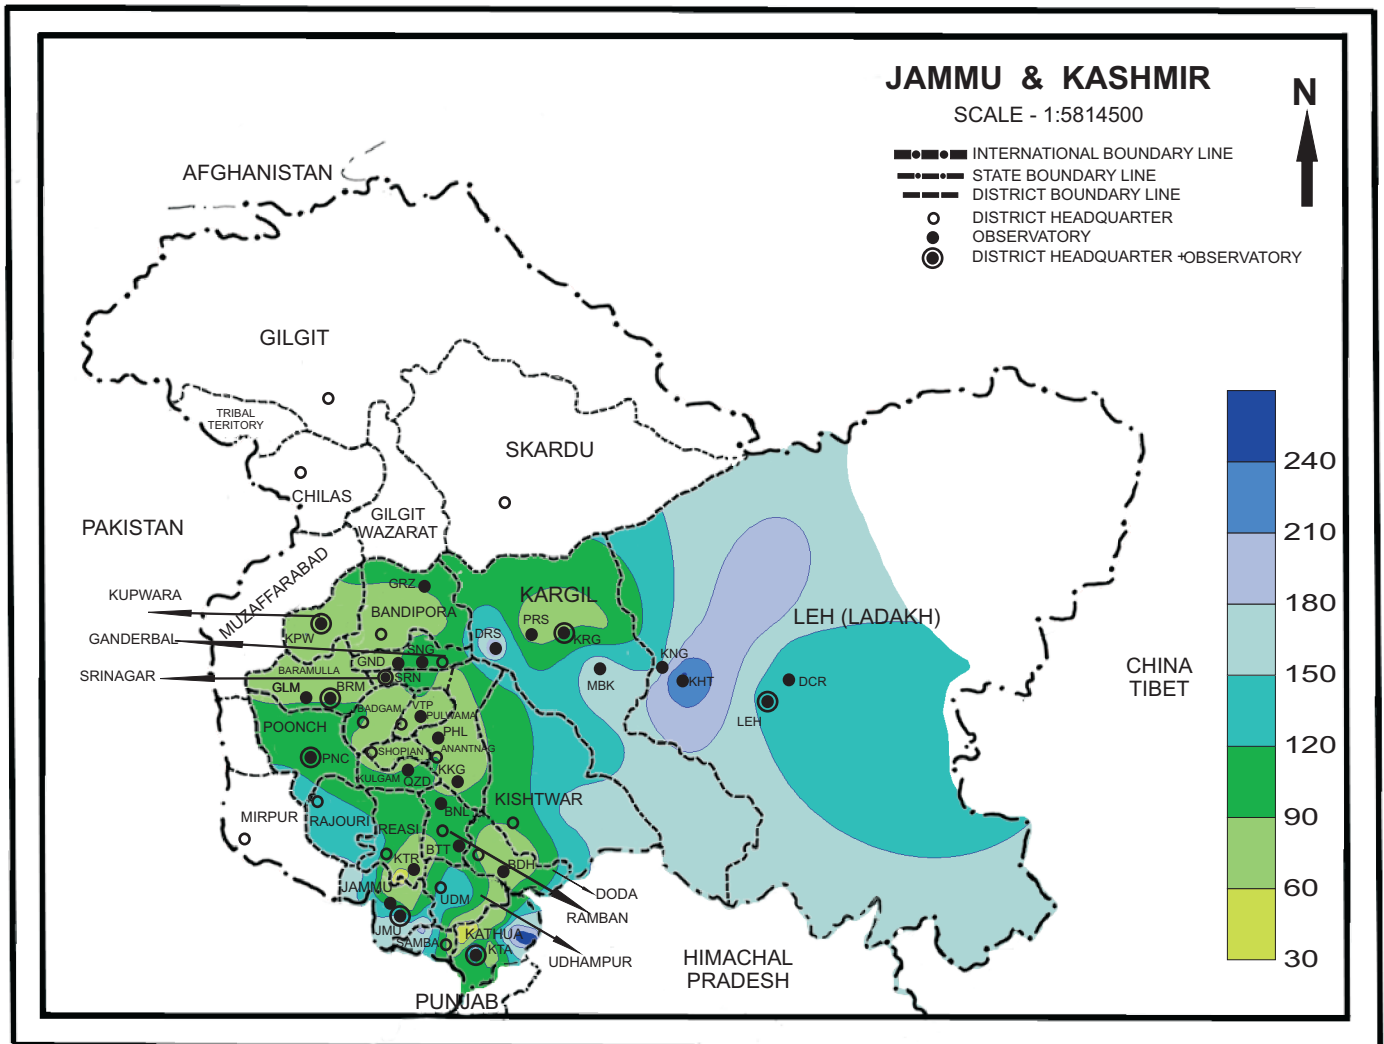 JAMMU & KASHMIR
SCALE - 1:5814500
N
INTERNATIONAL BOUNDARY LINE
STATE BOUNDARY LINE
DISTRICT BOUNDARY LINE
DISTRICT HEADQUARTER
OBSERVATORY
DISTRICT HEADQUARTER +OBSERVATORY
AFGHANISTAN
GILGIT
TRIBAL
TERITORY
SKARDU
CHILAS
GILGIT
WAZARAT
PAKISTAN
MUZAFFARABAD
KUPWARA
GANDERBAL
SRINAGAR
GRZ
BANDIPORA
KPW
KARGIL
PRS
KRG
DRS
SNG
GND
SRN
BARAMULLA
GLM
BRM
MBK
KNG
KHT
LEH (LADAKH)
DCR
LEH
CHINA
TIBET
BADGAM
VTP
PULWAMA
POONCH
PHL
PNC
SHOPIAN
ANANTNAG
KULGAM
QZD
KKG
KISHTWAR
BNL
MIRPUR
RAJOURI
REASI
BTT
KTR
BDH
JAMMU
UDM
DODA
RAMBAN
JMU
SAMBA
KATHUA
KTA
UDHAMPUR
HIMACHAL
PRADESH
PUNJAB
240
210
180
150
120
90
60
30